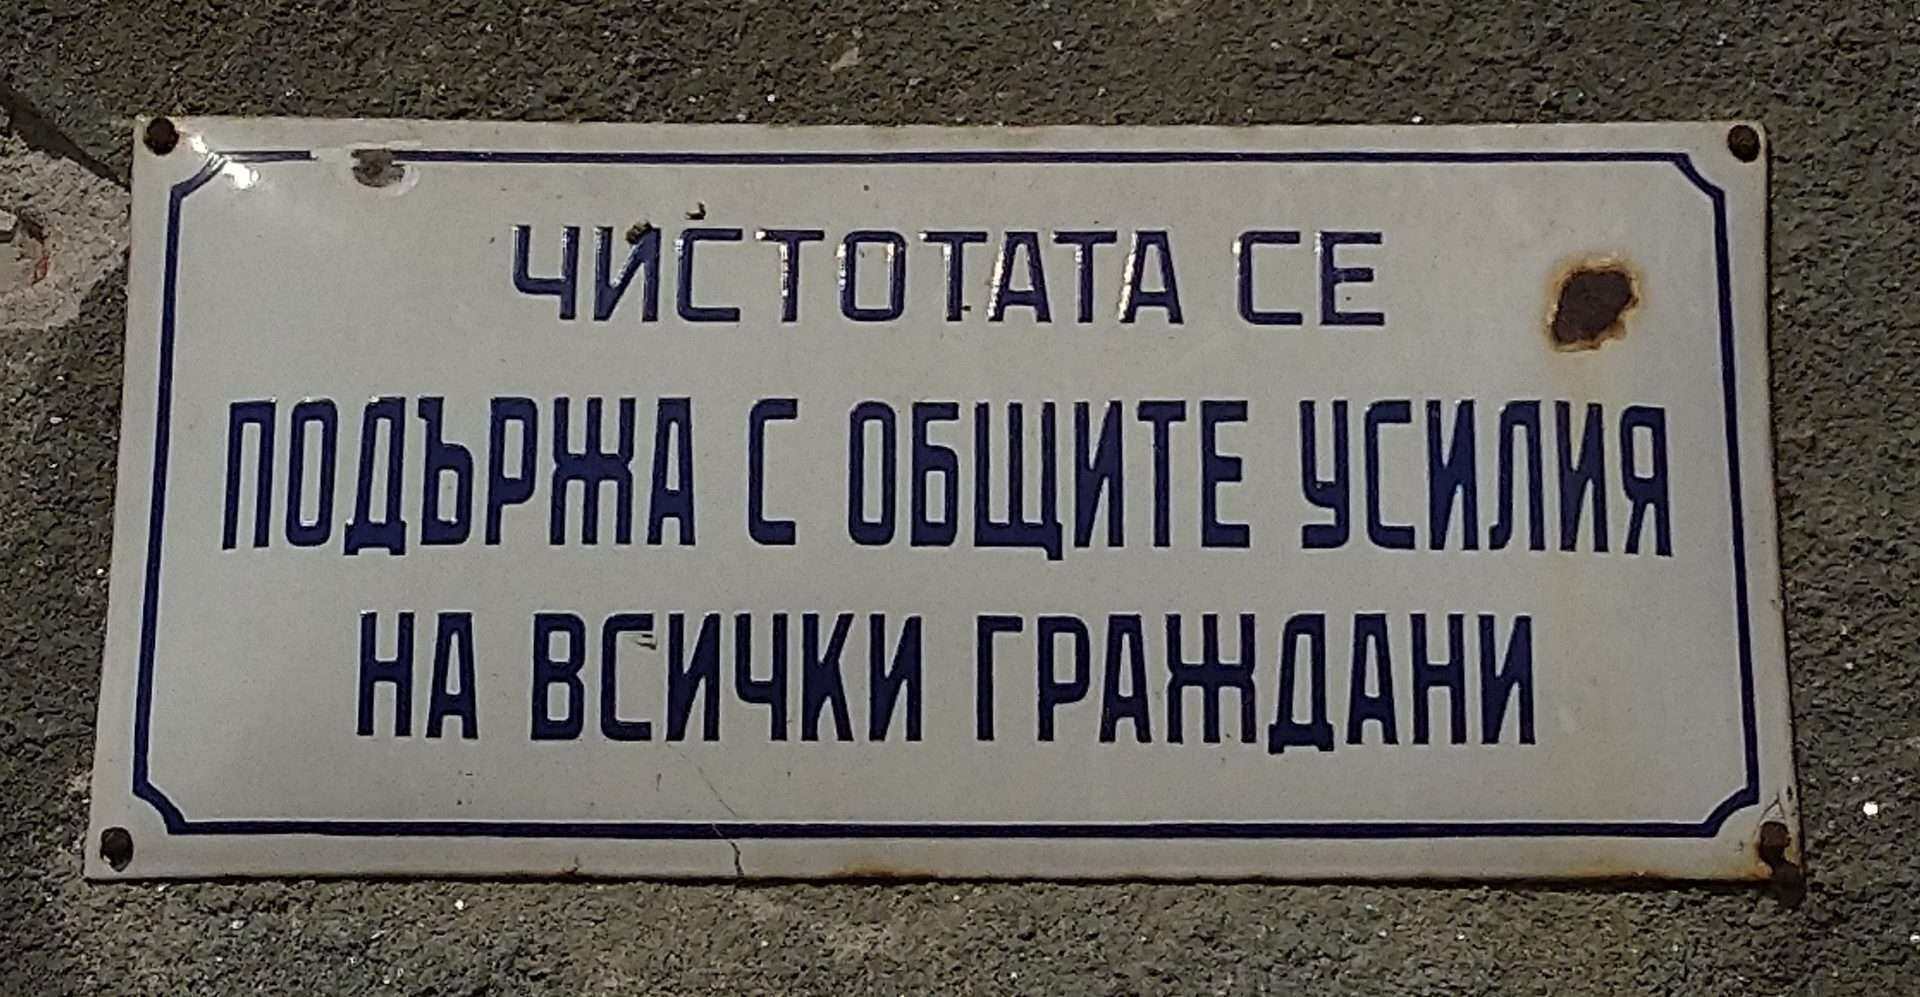 ЧИСТОТАТА СЕ
ПОДЪРЖА С ОБЩИТЕ УСИЛИЯ
НА ВСИЧКИ ГРАЖДАНИ